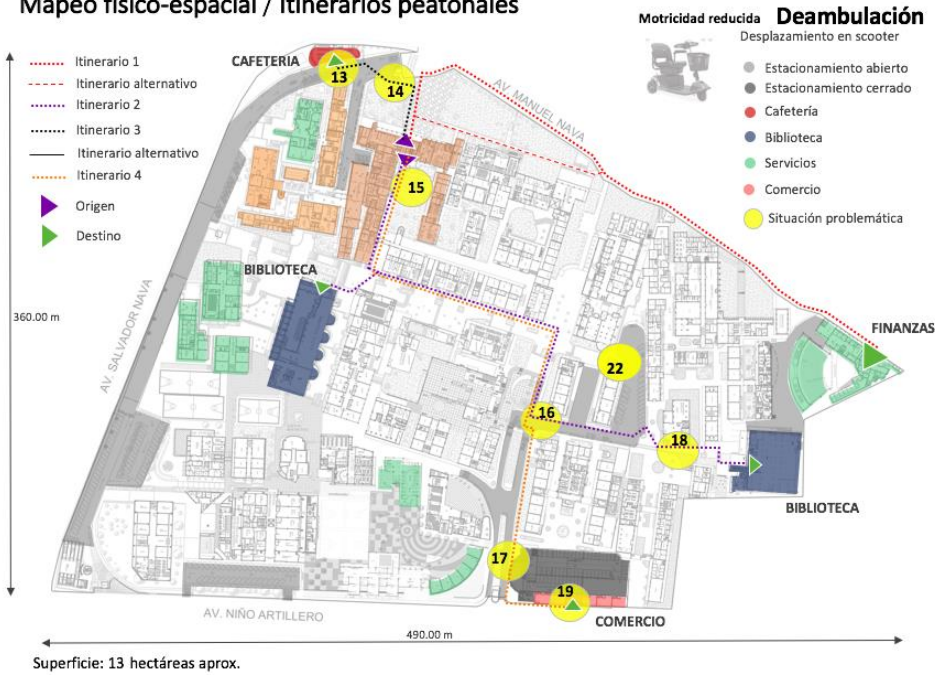 Mapeo físico-espacial / Itinerarios peatonales
Motricidad reducida Deambulación
Desplazamiento en scooter
Itinerario 1
Itinerario alternativo
Itinerario 2
Itinerario 3
Itinerario alternativo
Itinerario 4
Origen
Destino
Estacionamiento abierto
Estacionamiento cerrado
Cafetería
Biblioteca
Servicios
Comercio
Situación problemática
CAFETERIA
13
14
AV. MANUEL NAVA
15
BIBLIOTECA
AV. SALVADOR NAVA
360.00 m
FINANZAS
22
16
18
BIBLIOTECA
17
19
COMERCIO
AV. NIÑO ARTILLERO
490.00 m
Superficie: 13 hectáreas aprox.